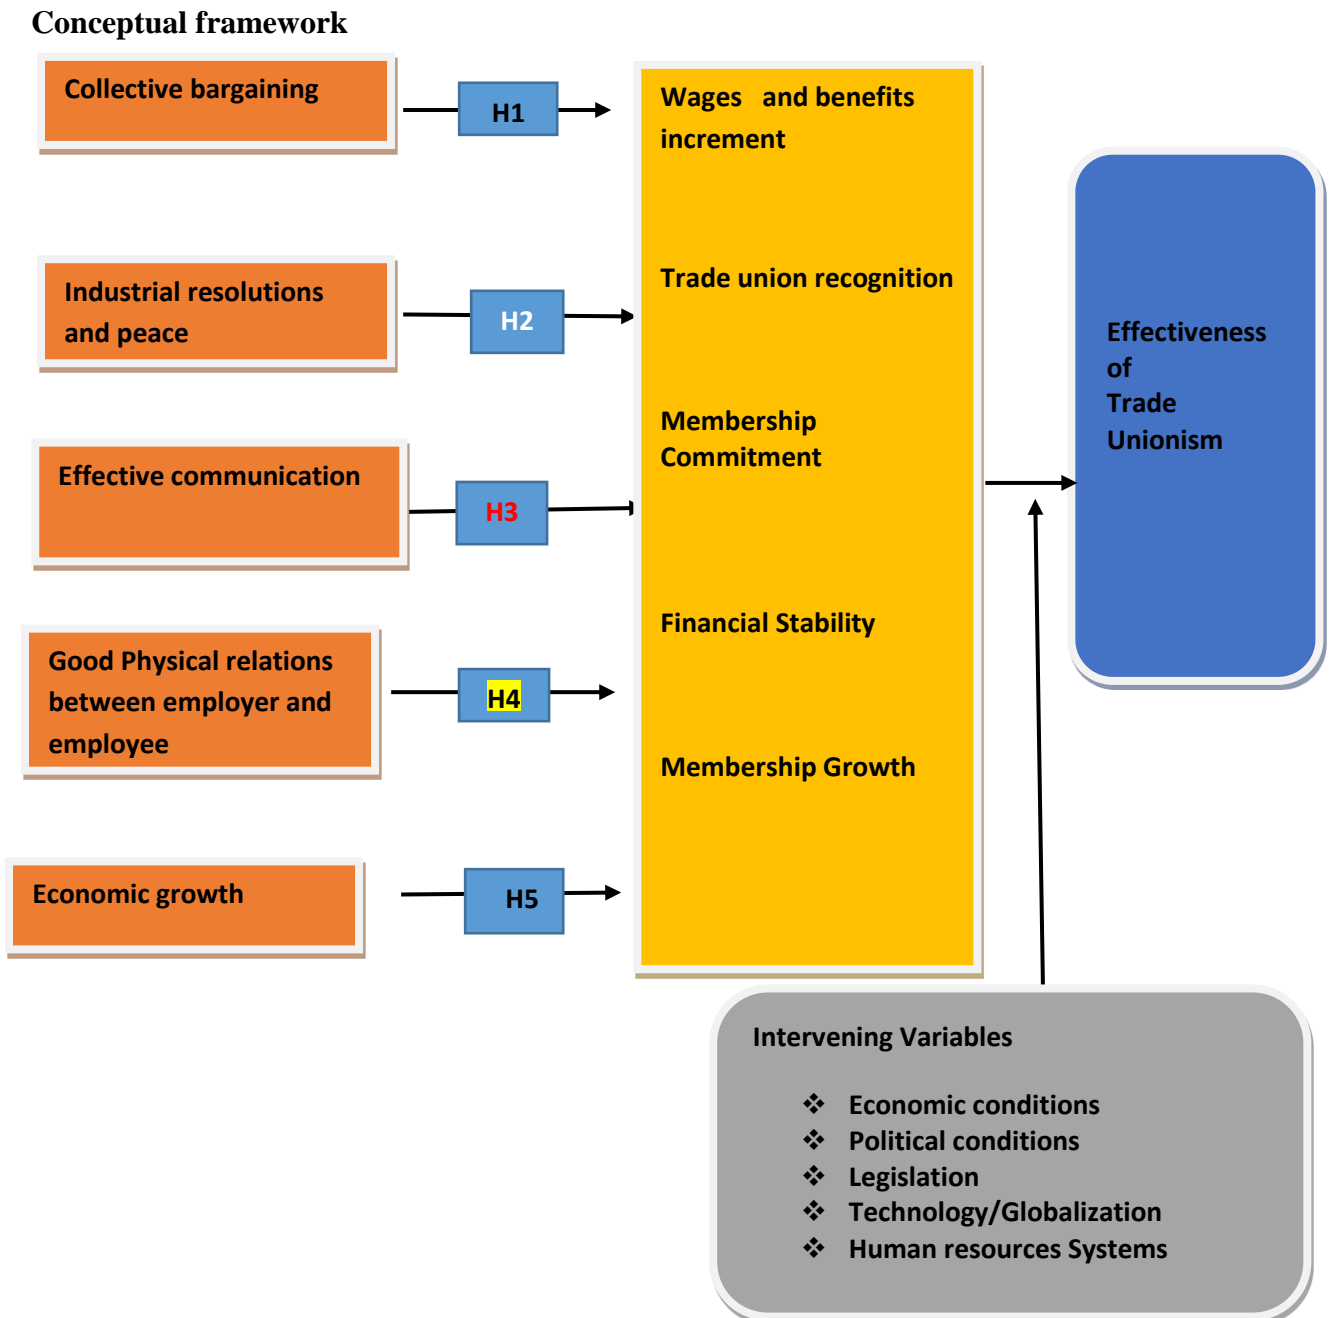 Conceptual framework
Collective bargaining
H1
Wages and benefits
increment
Industrial resolutions
and peace
H2
Trade union recognition
Effectiveness
of
Trade
Unionism
Membership
Commitment
Effective communication
H3
Financial Stability
Good Physical relations
between employer and
employee
H4
Membership Growth
Economic growth
H5
Intervening Variables
❖ Economic conditions
❖ Political conditions
❖ Legislation
❖ Technology/Globalization
❖ Human resources Systems